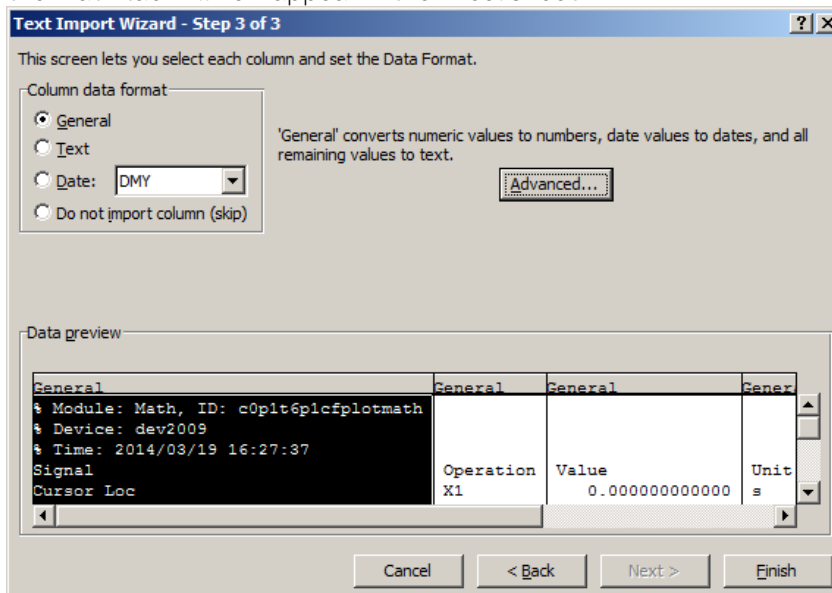 Text Import Wizard - Step 3 of 3
This screen lets you select each column and set the Data Format.
Column data format
General
Text
Date: DMY
Do not import column (skip)
'General' converts numeric values to numbers, date values to dates, and all
remaining values to text.
Advanced...
Data preview
General General General Genera
% Module: Math, ID: c0p1t6p1cfplotmath
% Device: dev2009
% Time: 2014/03/19 16:27:37
Signal Operation Value Unit
Cursor Loc X1 0.000000000000 s
Cancel < Back Next > Finish